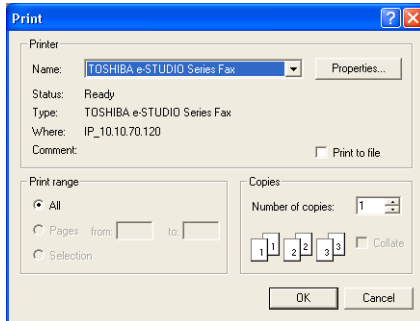 Print
Printer
Name: TOSHIBA e-STUDIO Series Fax Properties...
Status: Ready
Type: TOSHIBA e-STUDIO Series Fax
Where: IP_10.10.70.120
Comment: Print to file
Print range
All
Pages from: to:
Selection
Copies
Number of copies: 1
1 1 2 2 3 3 Collate
OK Cancel